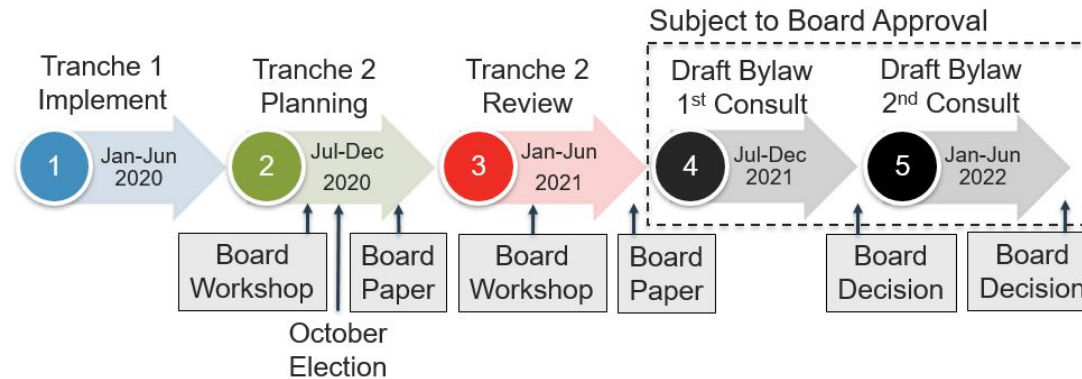 Subject to Board Approval
Tranche 1
Implement
Tranche 2
Planning
Tranche 2
Review
Draft Bylaw
1st Consult
Draft Bylaw
2nd Consult
1
Jan-Jun
2020
2
Jul-Dec
2020
3
Jan-Jun
2021
4
Jul-Dec
2021
5
Jan-Jun
2022
Board
Workshop
October
Election
Board
Paper
Board
Workshop
Board
Paper
Board
Decision
Board
Decision